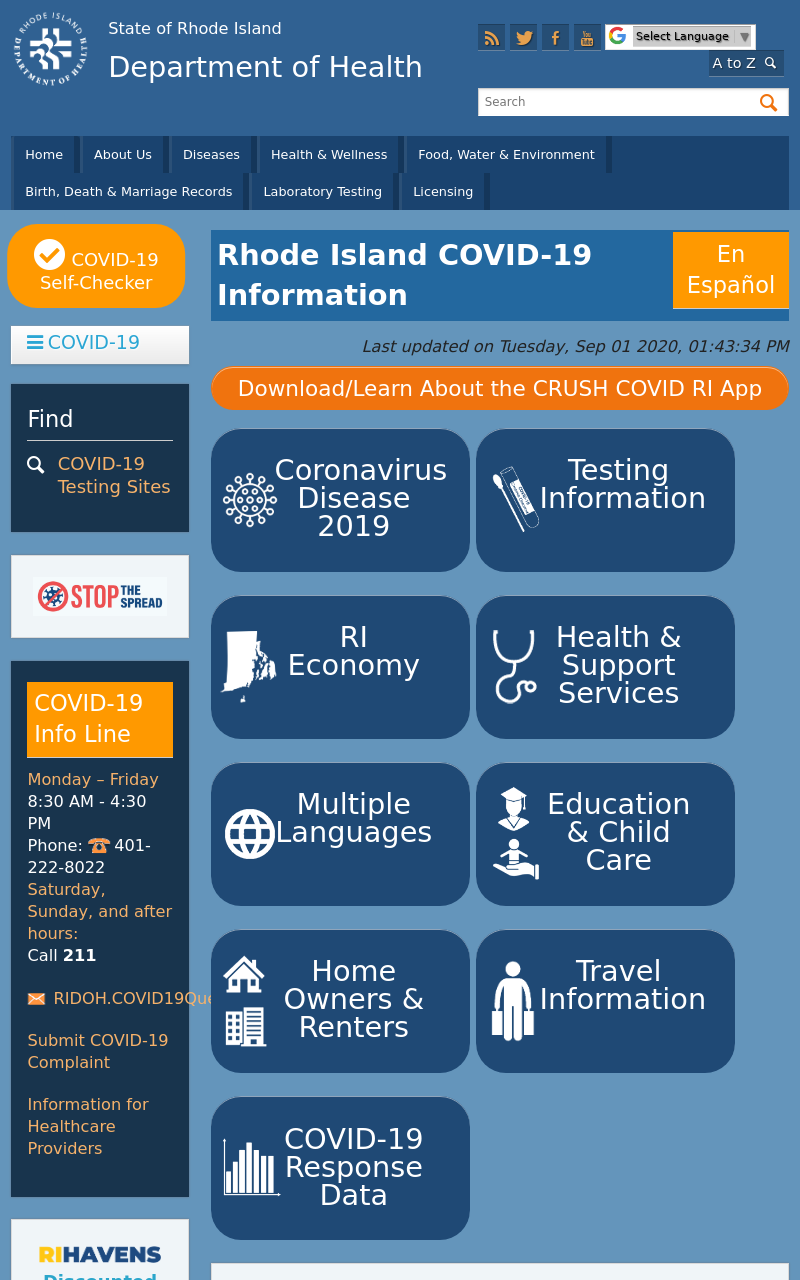 RHODE ISLAND DEPARTMENT OF HEALTH
State of Rhode Island
Department of Health
You Tube
Select Language
A to Z
Search
Home About Us Diseases Health & Wellness Food, Water & Environment
Birth, Death & Marriage Records Laboratory Testing Licensing
COVID-19
Self-Checker
COVID-19
Find
COVID-19
Testing Sites
STOP THE SPREAD
COVID-19
Info Line
Monday – Friday
8:30 AM - 4:30
PM
Phone: 401-
222-8022
Saturday,
Sunday, and after
hours:
Call 211
RIDOH.COVID19Que
Submit COVID-19
Complaint
Information for
Healthcare
Providers
RIHAVENS
Discounted
Rhode Island COVID-19
Information
En
Español
Last updated on Tuesday, Sep 01 2020, 01:43:34 PM
Download/Learn About the CRUSH COVID RI App
Coronavirus
Disease
2019
Testing
Information
RI
Economy
Health &
Support
Services
Multiple
Languages
Education
& Child
Care
Home
Owners &
Renters
Travel
Information
COVID-19
Response
Data